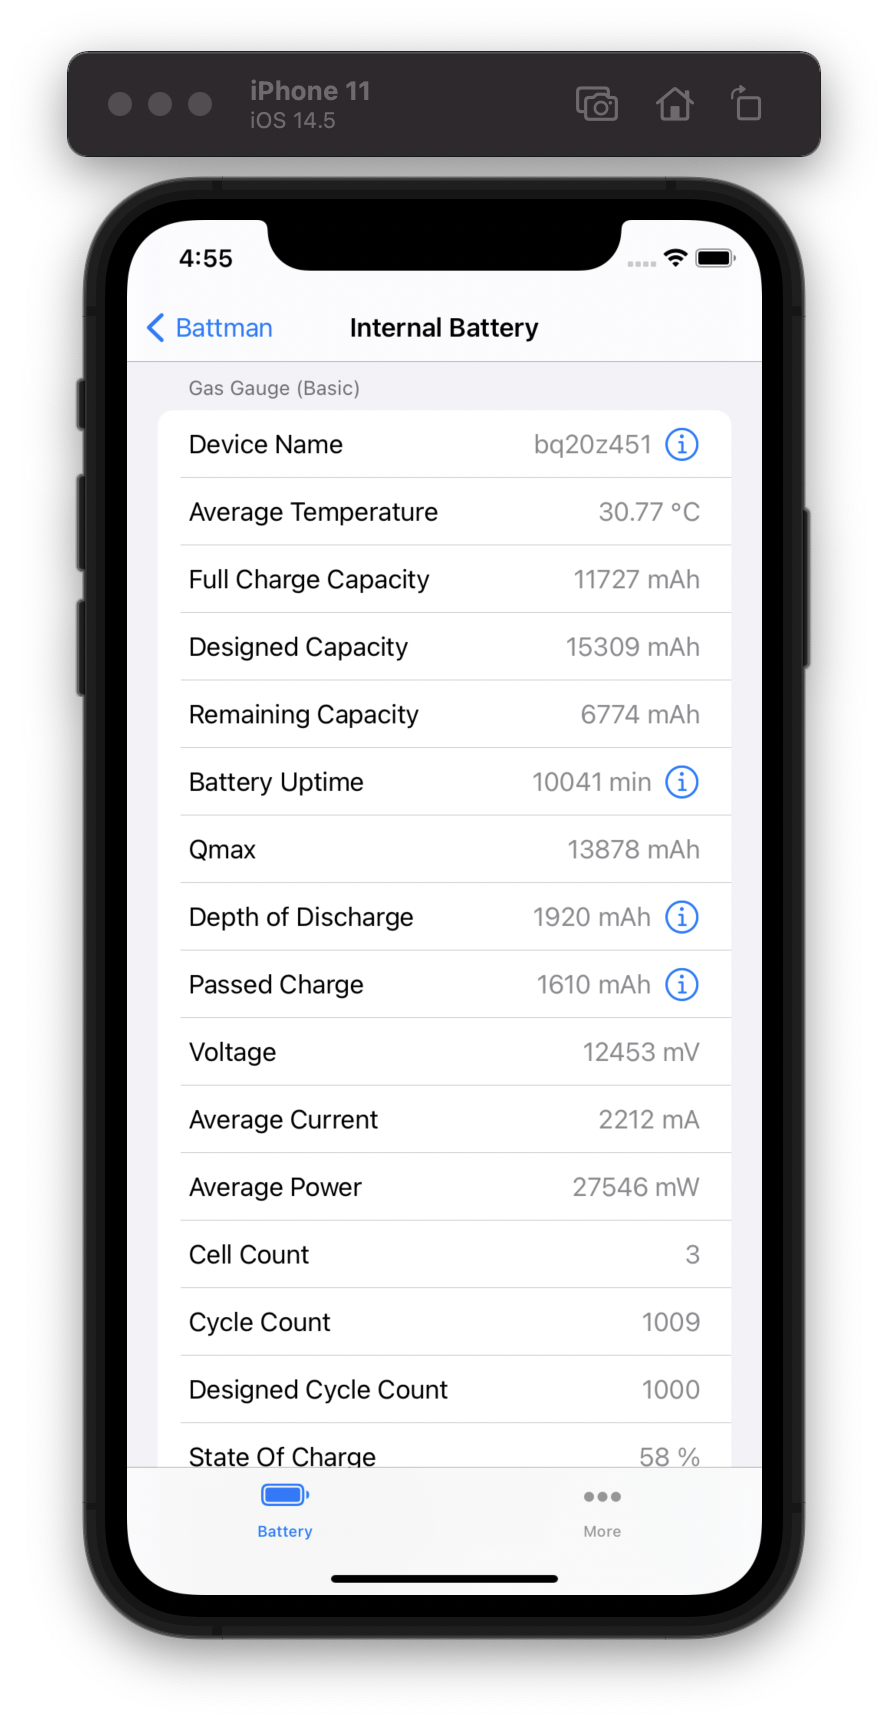 iPhone 11
iOS 14.5
4:55
Battman
Internal Battery
Gas Gauge (Basic)
Device Name bq20z451
Average Temperature 30.77 °C
Full Charge Capacity 11727 mAh
Designed Capacity 15309 mAh
Remaining Capacity 6774 mAh
Battery Uptime 10041 min
Qmax 13878 mAh
Depth of Discharge 1920 mAh
Passed Charge 1610 mAh
Voltage 12453 mV
Average Current 2212 mA
Average Power 27546 mW
Cell Count 3
Cycle Count 1009
Designed Cycle Count 1000
State Of Charge 58 %
Battery
More